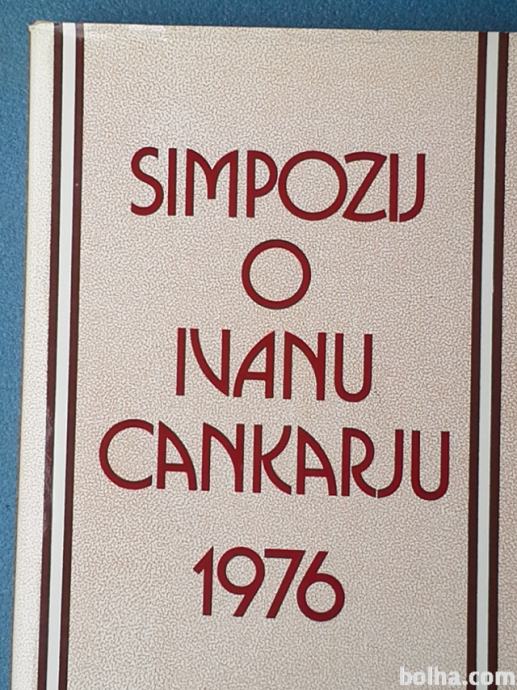 SIMPOZIJ
O
IVANU
CANKARJU
1976
bolha.com